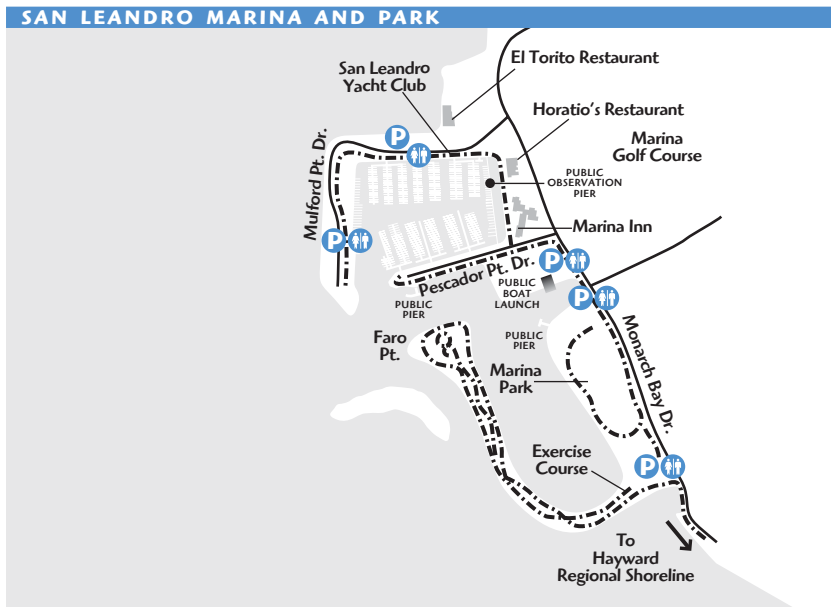 SAN LEANDRO MARINA AND PARK
El Torito Restaurant
San Leandro
Yacht Club
Horatio's Restaurant
Marina
Golf Course
P
Mulford Pt. Dr.
PUBLIC
OBSERVATION
PIER
Marina Inn
P
P
Pescador Pt. Dr.
PUBLIC
BOAT
LAUNCH
P
PUBLIC
PIER
Faro
Pt.
PUBLIC
PIER
Monarch Bay Dr.
Marina
Park
Exercise
Course
P
To
Hayward
Regional Shoreline